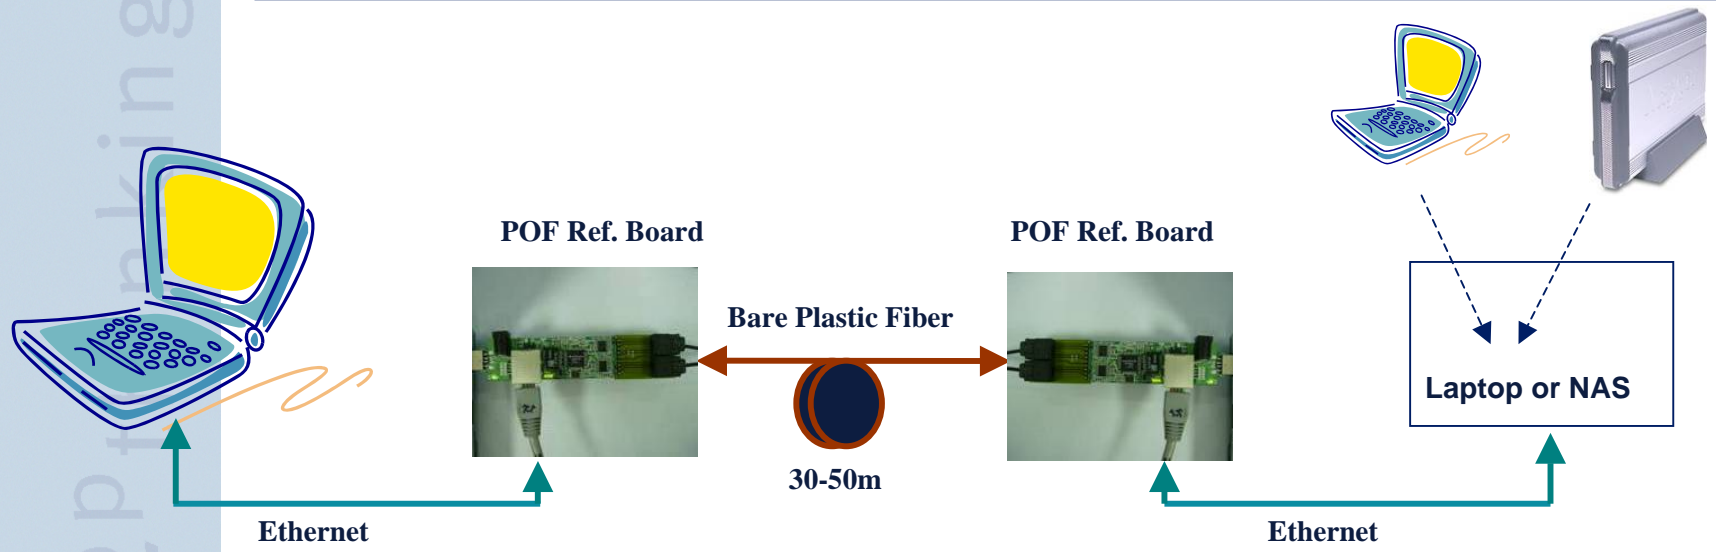 POF Ref. Board
POF Ref. Board
Bare Plastic Fiber
30-50m
Laptop or NAS
Ethernet
Ethernet